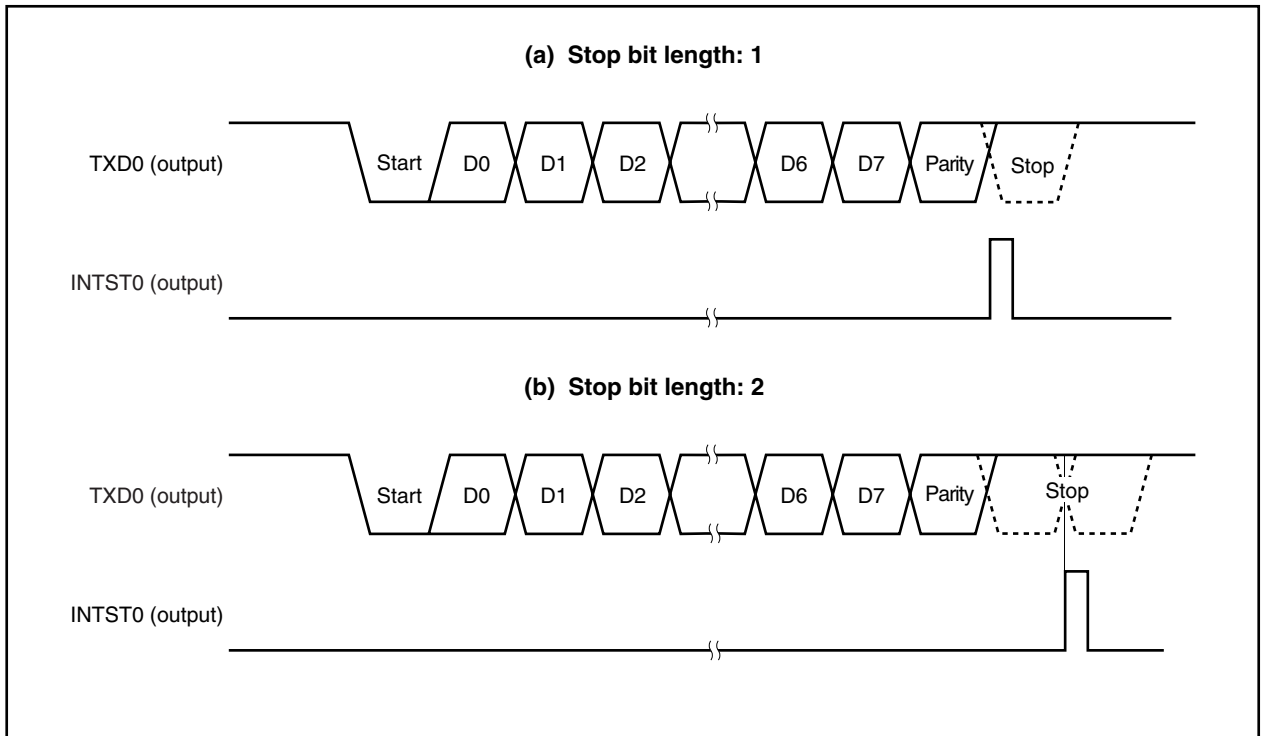 (a) Stop bit length: 1
TXD0 (output) Start D0 D1 D2 D6 D7 Parity Stop
INTST0 (output)
(b) Stop bit length: 2
TXD0 (output) Start D0 D1 D2 D6 D7 Parity Stop
INTST0 (output)